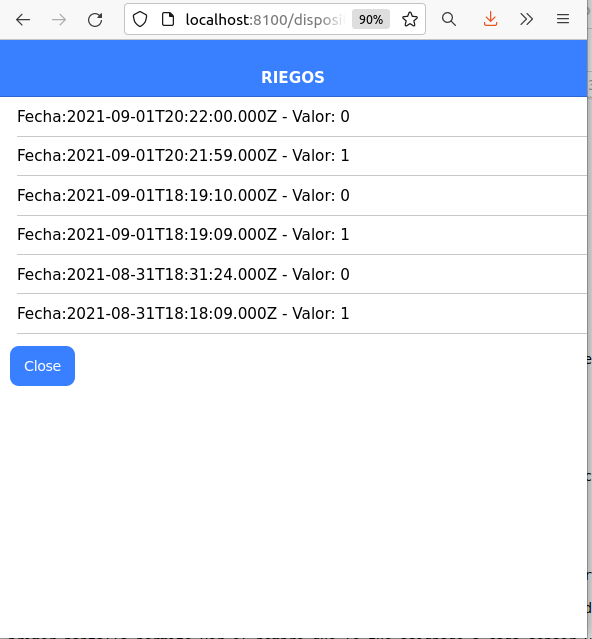 localhost:8100/disposi
90%
RIEGOS
Fecha:2021-09-01T20:22:00.000Z - Valor: 0
Fecha:2021-09-01T20:21:59.000Z - Valor: 1
Fecha:2021-09-01T18:19:10.000Z - Valor: 0
Fecha:2021-09-01T18:19:09.000Z - Valor: 1
Fecha:2021-08-31T18:31:24.000Z - Valor: 0
Fecha:2021-08-31T18:18:09.000Z - Valor: 1
Close